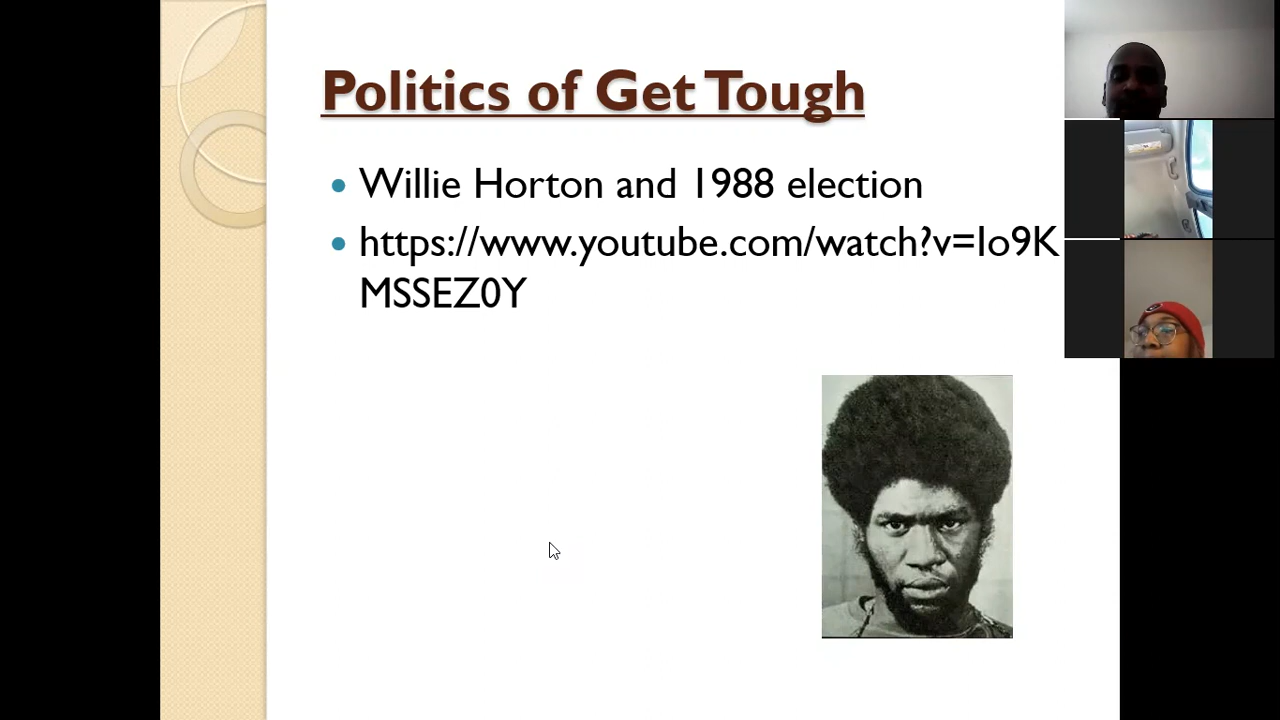 Politics of Get Tough
Willie Horton and 1988 election
https://www.youtube.com/watch?v=Io9K
MSSEZ0Y